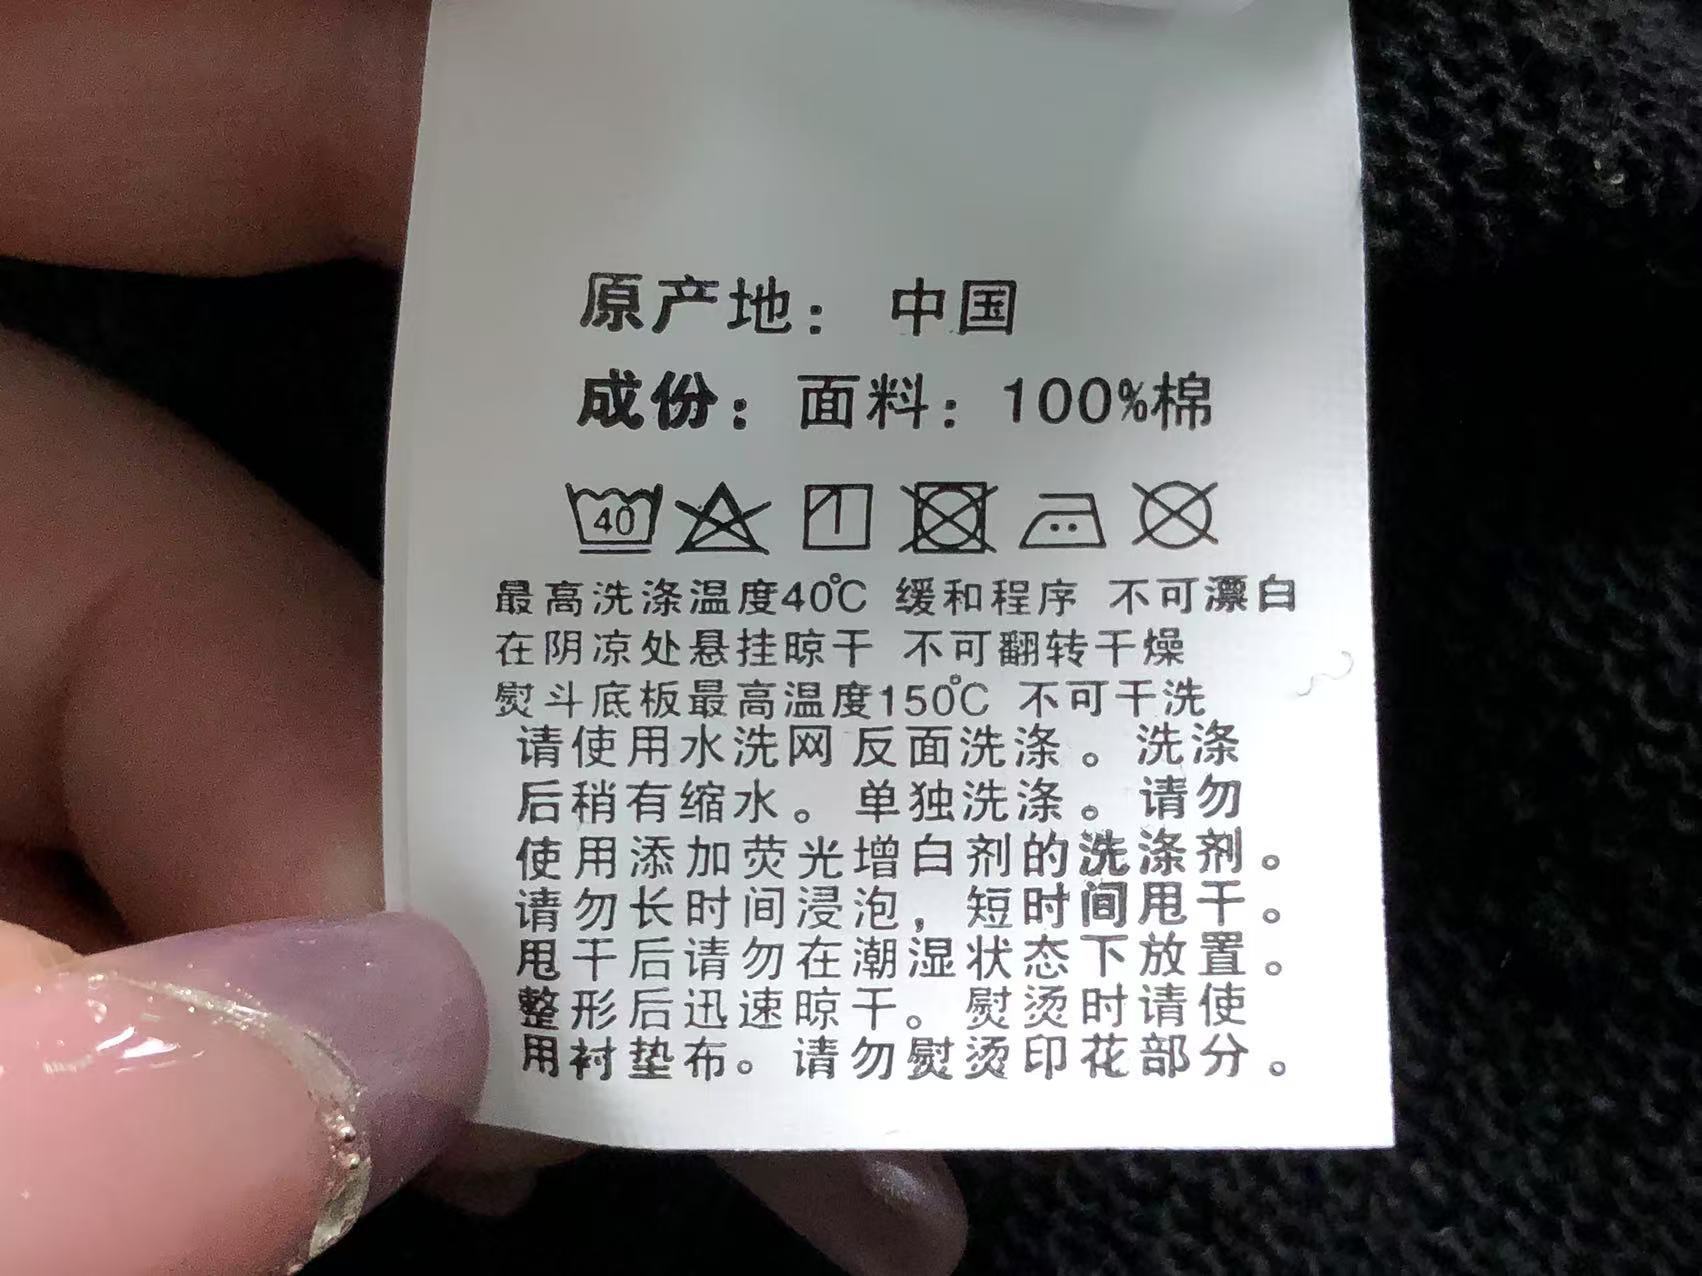 原产地：中国
成份：面料：100%棉
40
最高洗涤温度40℃ 缓和程序 不可漂白
在阴凉处悬挂晾干 不可翻转干燥
熨斗底板最高温度150℃ 不可干洗
请使用水洗网反面洗涤。洗涤
后稍有缩水。单独洗涤。请勿
使用添加荧光增白剂的洗涤剂。
请勿长时间浸泡，短时间甩干。
甩干后请勿在潮湿状态下放置。
整形后迅速晾干。熨烫时请使
用衬垫布。请勿熨烫印花部分。